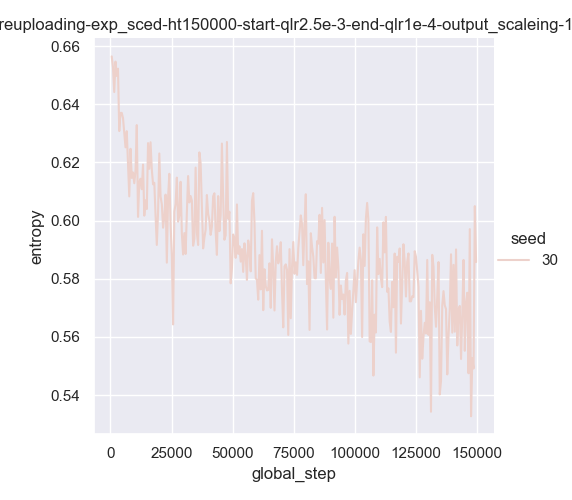 reuploading-exp_sced-ht150000-start-qlr2.5e-3-end-qlr1e-4-output_scaleing-1
0.66
0.64
0.62
0.60
0.58
0.56
0.54
entropy
0 25000 50000 75000 100000 125000 150000
global_step
seed
30